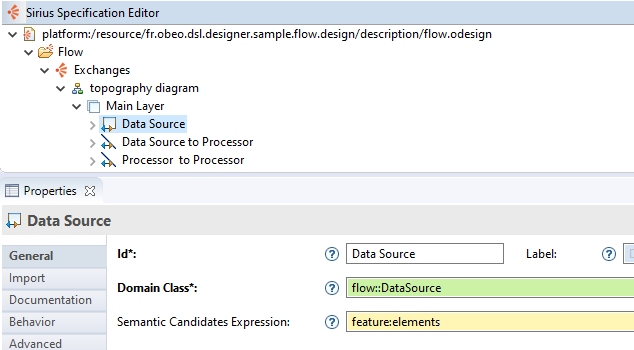 Sirius Specification Editor
platform:/resource/fr.obeo.dsl.designer.sample.flow.design/description/flow.odesign
Flow
Exchanges
topography diagram
Main Layer
Data Source
Data Source to Processor
Processor to Processor
Properties
Data Source
General
Import
Documentation
Behavior
Advanced
Id*: ? Data Source Label: ?
Domain Class*: ? flow::DataSource
Semantic Candidates Expression: ? feature:elements